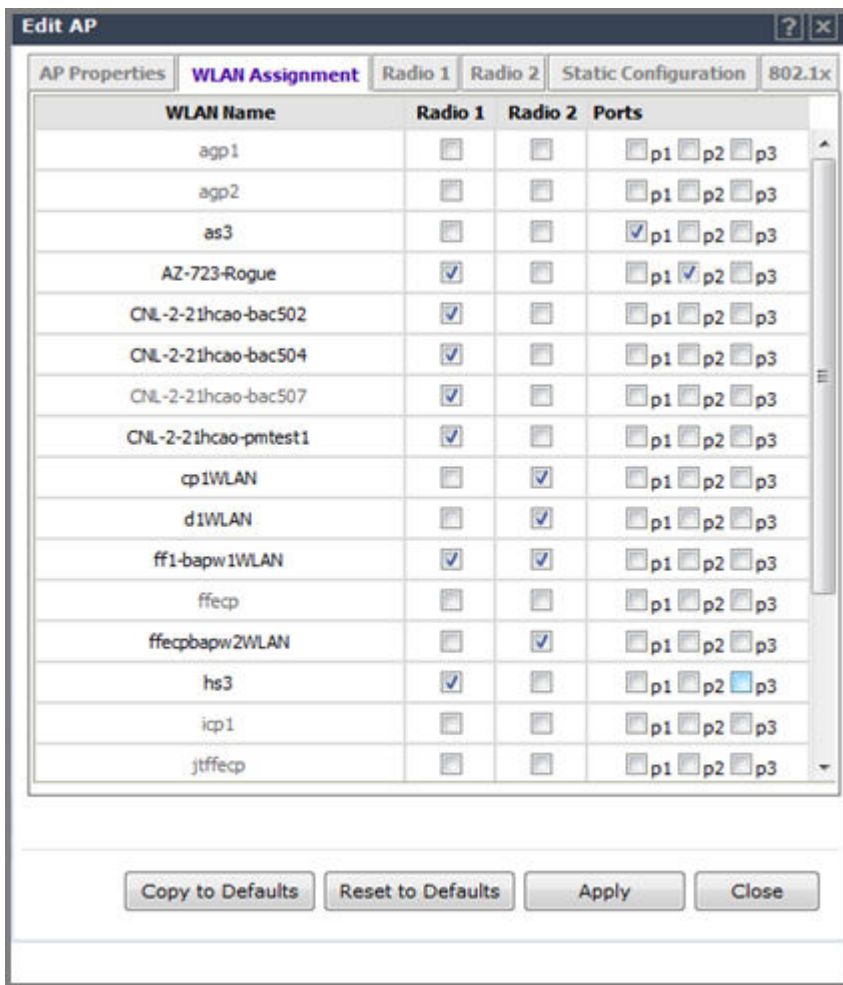 Edit AP ? ×
AP Properties WLAN Assignment Radio 1 Radio 2 Static Configuration 802.1x
WLAN Name Radio 1 Radio 2 Ports
agp1 p1 p2 p3
agp2 p1 p2 p3
as3 p1 p2 p3
AZ-723-Rogue p1 p2 p3
CNL-2-21hcao-bac502 p1 p2 p3
CNL-2-21hcao-bac504 p1 p2 p3
CNL-2-21hcao-bac507 p1 p2 p3
CNL-2-21hcao-pmtest1 p1 p2 p3
cp1WLAN p1 p2 p3
d1WLAN p1 p2 p3
ff1-bapw1WLAN p1 p2 p3
ffecp p1 p2 p3
ffecpbapw2WLAN p1 p2 p3
hs3 p1 p2 p3
icp1 p1 p2 p3
jtffecp p1 p2 p3
Copy to Defaults Reset to Defaults Apply Close